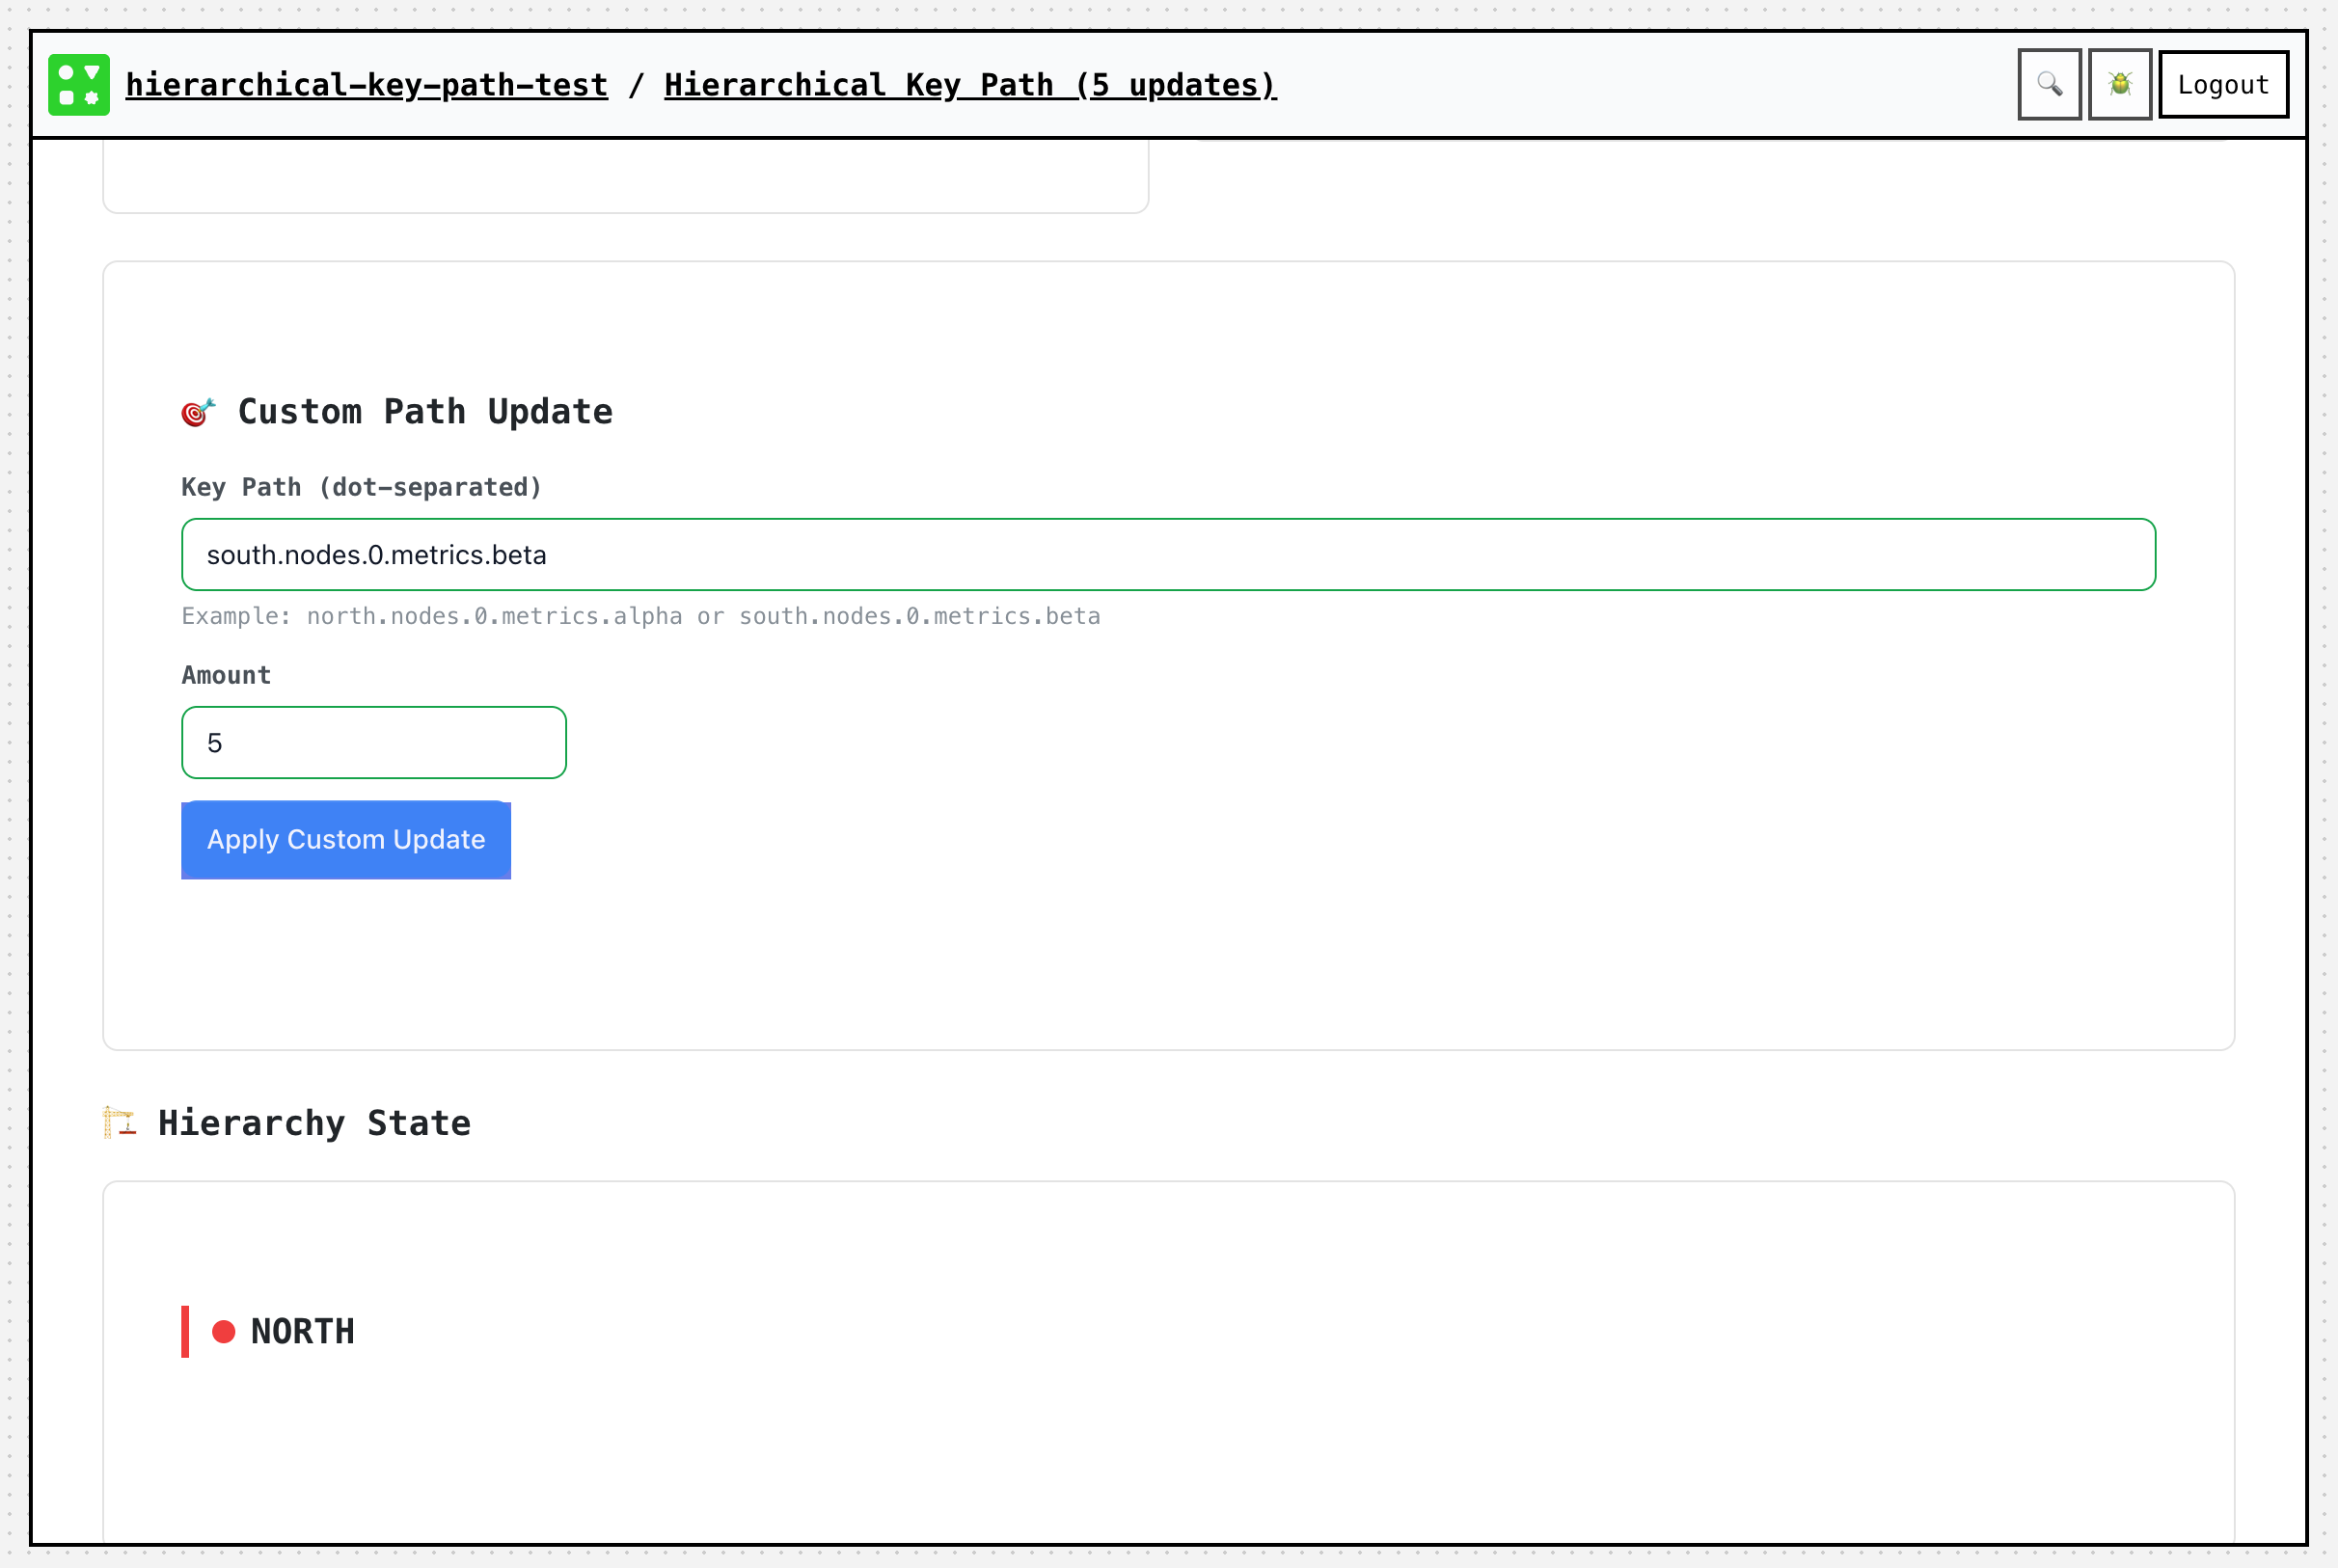 hierarchical-key-path-test / Hierarchical Key Path (5 updates)
Logout
Custom Path Update
Key Path (dot-separated)
south.nodes.0.metrics.beta
Example: north.nodes.0.metrics.alpha or south.nodes.0.metrics.beta
Amount
5
Apply Custom Update
Hierarchy State
NORTH